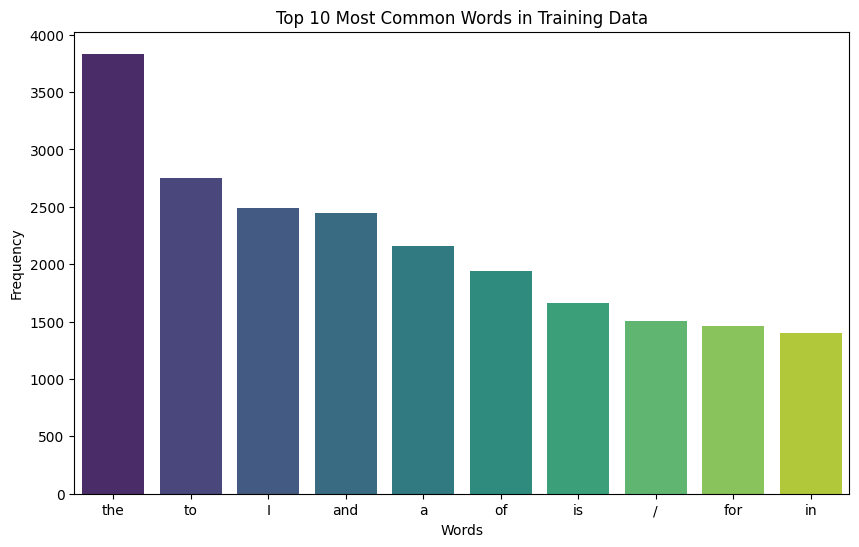 Top 10 Most Common Words in Training Data
Frequency
4000
3500
3000
2500
2000
1500
1000
500
0
the to I and a of is / for in
Words